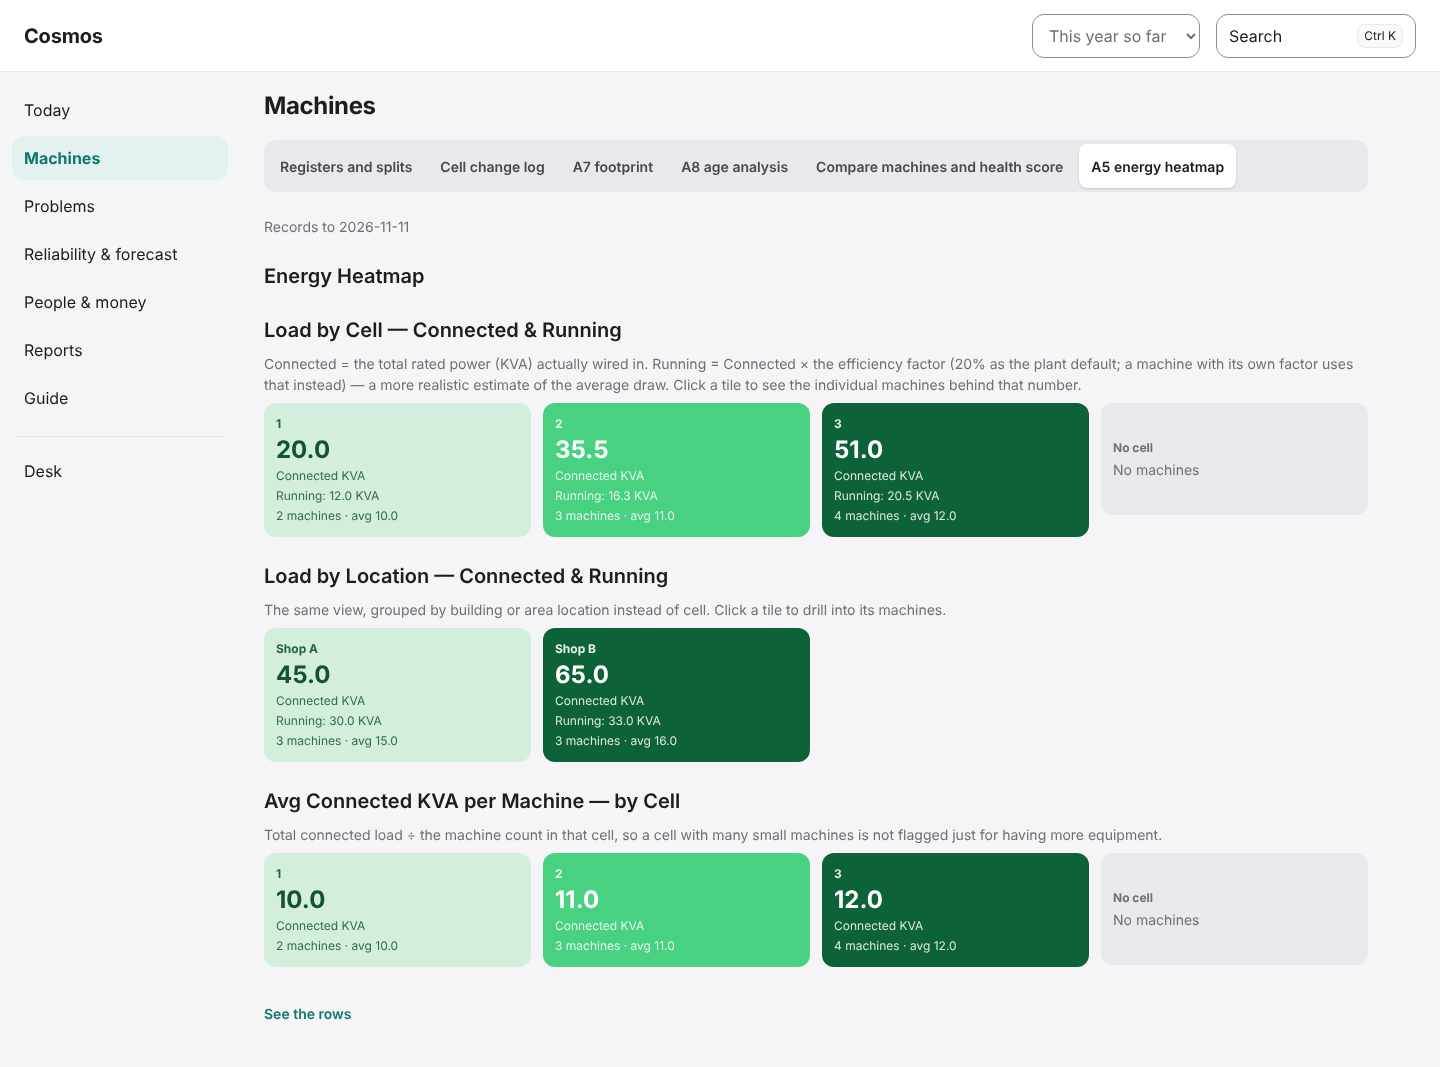 Cosmos
This year so far
Search
Ctrl K
Today
Machines
Problems
Reliability & forecast
People & money
Reports
Guide
Desk
Machines
Registers and splits
Cell change log
A7 footprint
A8 age analysis
Compare machines and health score
A5 energy heatmap
Records to 2026-11-11
Energy Heatmap
Load by Cell — Connected & Running
Connected = the total rated power (KVA) actually wired in. Running = Connected × the efficiency factor (20% as the plant default; a machine with its own factor uses
that instead) — a more realistic estimate of the average draw. Click a tile to see the individual machines behind that number.
1
20.0
Connected KVA
Running: 12.0 KVA
2 machines · avg 10.0
2
35.5
Connected KVA
Running: 16.3 KVA
3 machines · avg 11.0
3
51.0
Connected KVA
Running: 20.5 KVA
4 machines · avg 12.0
No cell
No machines
Load by Location — Connected & Running
The same view, grouped by building or area location instead of cell. Click a tile to drill into its machines.
Shop A
45.0
Connected KVA
Running: 30.0 KVA
3 machines · avg 15.0
Shop B
65.0
Connected KVA
Running: 33.0 KVA
3 machines · avg 16.0
Avg Connected KVA per Machine — by Cell
Total connected load ÷ the machine count in that cell, so a cell with many small machines is not flagged just for having more equipment.
1
10.0
Connected KVA
2 machines · avg 10.0
2
11.0
Connected KVA
3 machines · avg 11.0
3
12.0
Connected KVA
4 machines · avg 12.0
No cell
No machines
See the rows